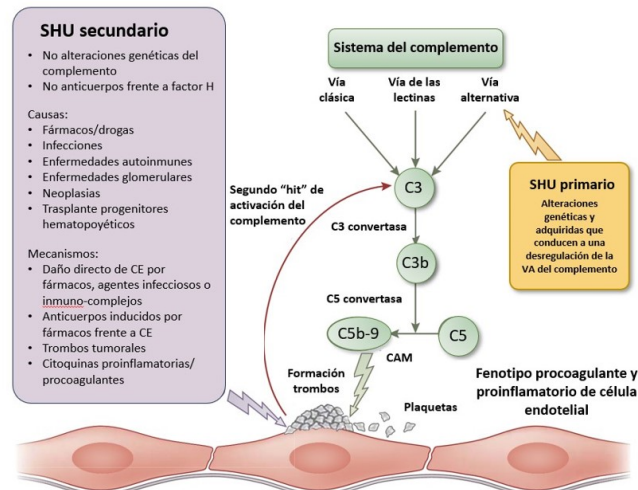 SHU secundario
• No alteraciones genéticas del
complemento
• No anticuerpos frente a factor H
Causas:
• Fármacos/drogas
• Infecciones
• Enfermedades autoinmunes
• Enfermedades glomerulares
• Neoplasias
• Trasplante progenitores
hematopoyéticos
Mecanismos:
• Daño directo de CE por
fármacos, agentes infecciosos o
inmuno-complejos
• Anticuerpos inducidos por
fármacos frente a CE
• Trombos tumorales
• Citoquinas proinflamatorias/
procoagulantes
Sistema del complemento
Vía
clásica
Vía de las
lectinas
Vía
alternativa
Segundo “hit” de
activación del
complemento
C3
C3 convertasa
C3b
C5 convertasa
C5b-9
C5
CAM
SHU primario
Alteraciones
genéticas y
adquiridas que
conducen a una
desregulación de la
VA del complemento
Formación
trombos
Plaquetas
Fenotipo procoagulante y
proinflamatorio de célula
endotelial